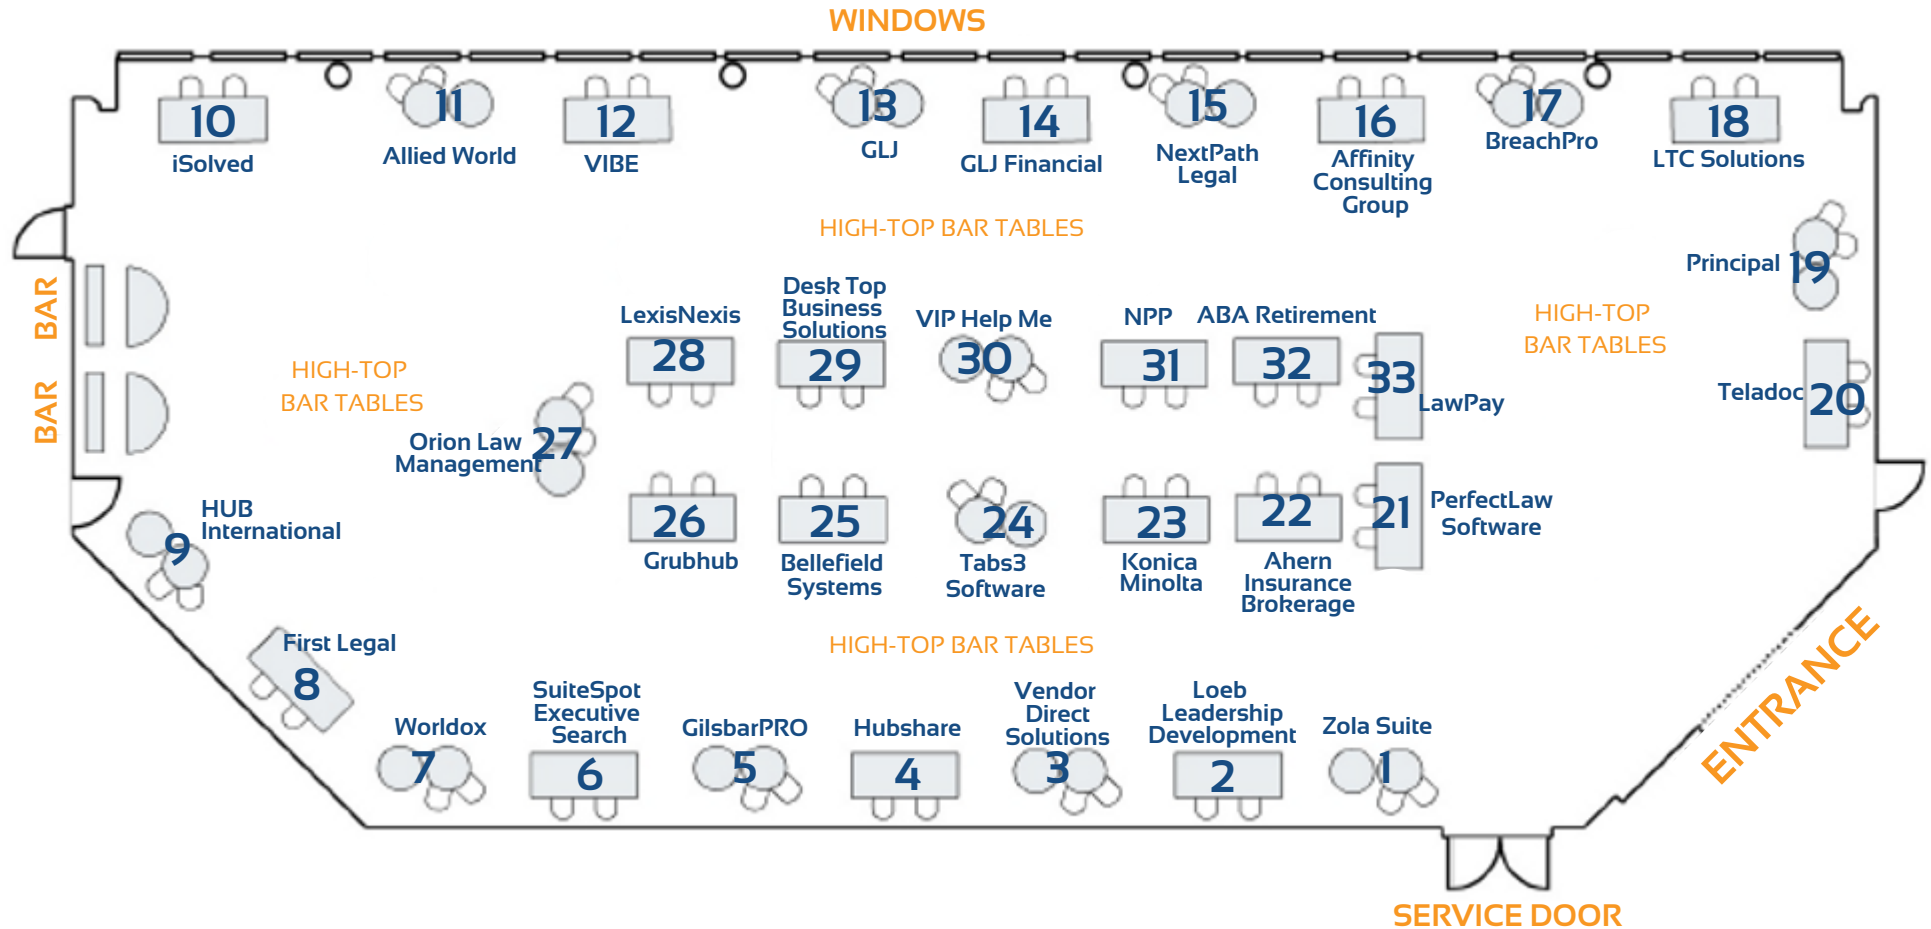 WINDOWS
10
iSolved
11
Allied World
12
VIBE
13
GLJ
14
GLJ Financial
15
NextPath
Legal
16
Affinity
Consulting
Group
17
BreachPro
18
LTC Solutions
HIGH-TOP BAR TABLES
Principal
19
BAR
BAR
HIGH-TOP
BAR TABLES
LexisNexis
28
Desk Top
Business
Solutions
29
VIP Help Me
30
NPP
31
ABA Retirement
32
33
LawPay
HIGH-TOP
BAR TABLES
Teladoc
20
Orion Law
Management
27
26
Grubhub
25
Bellefield
Systems
24
Tabs3
Software
23
Konica
Minolta
22
Ahern
Insurance
Brokerage
21
PerfectLaw
Software
HUB
International
9
First Legal
8
HIGH-TOP BAR TABLES
Worldox
7
SuiteSpot
Executive
Search
6
GilsbarPRO
5
Hubshare
4
Vendor
Direct
Solutions
3
Loeb
Leadership
Development
2
Zola Suite
1
ENTRANCE
SERVICE DOOR